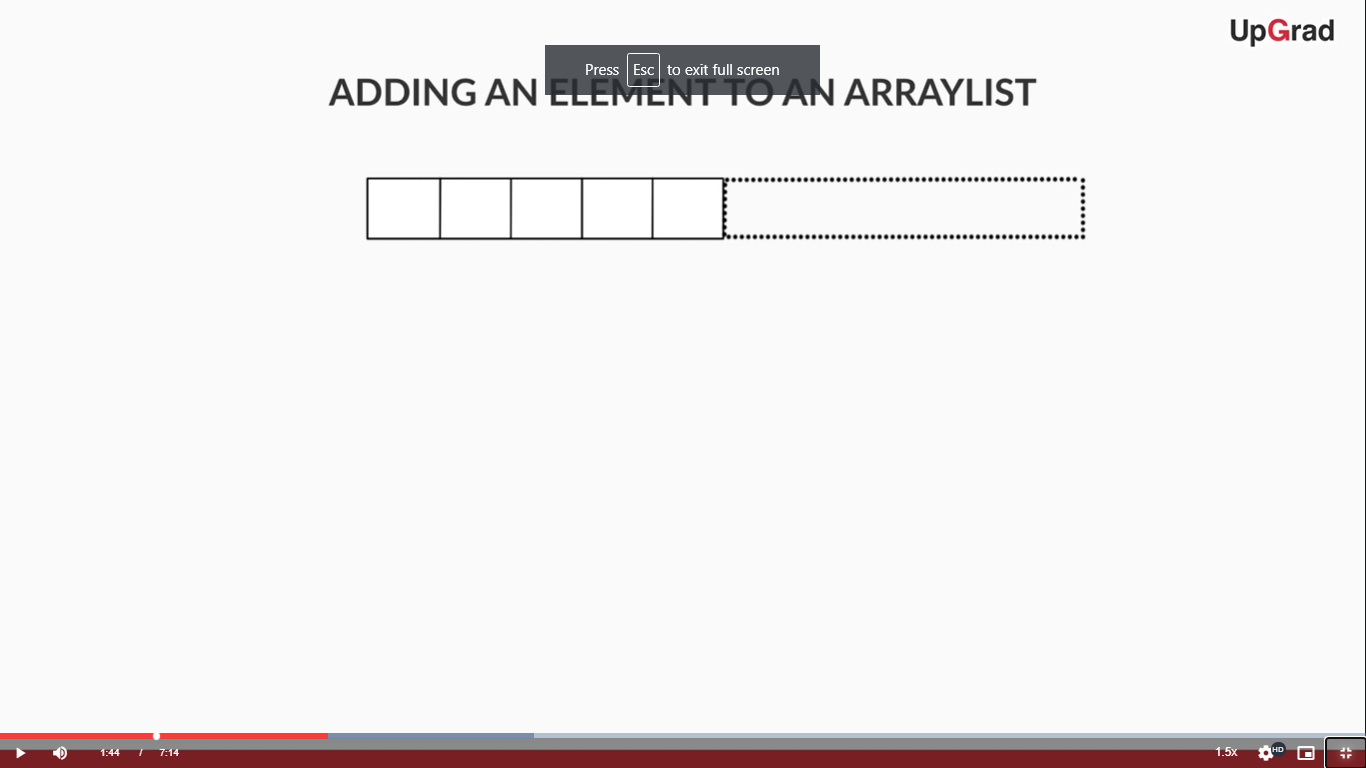 UpGrad
Press Esc to exit full screen
ADDING AN ELEMENT TO AN ARRAYLIST
1:44 / 7:14 1.5x HD